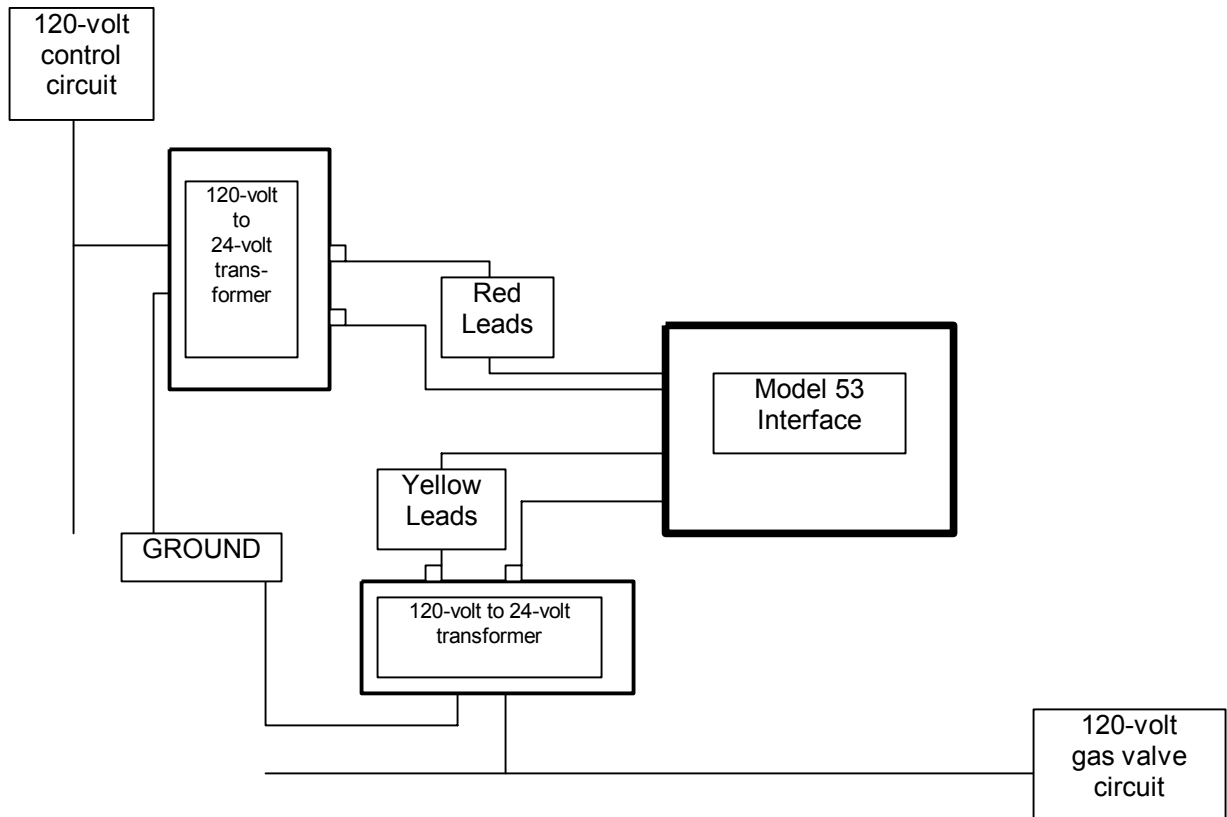 120-volt
control
circuit
120-volt
to
24-volt
trans-
former
Red
Leads
Model 53
Interface
Yellow
Leads
GROUND
120-volt to 24-volt
transformer
120-volt
gas valve
circuit